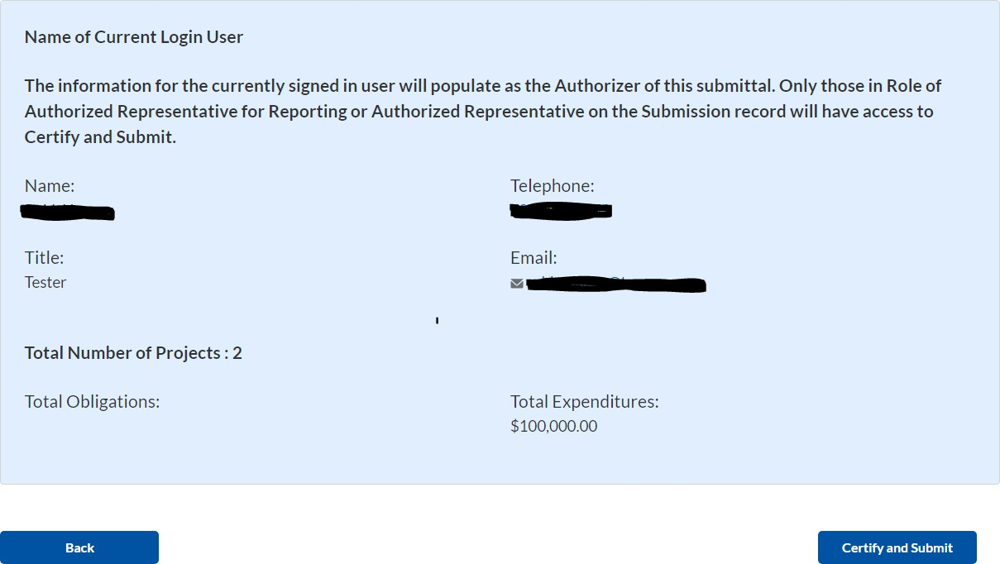 Name of Current Login User
The information for the currently signed in user will populate as the Authorizer of this submittal. Only those in Role of
Authorized Representative for Reporting or Authorized Representative on the Submission record will have access to
Certify and Submit.
Name:
Telephone:
Title:
Email:
Tester
Total Number of Projects : 2
Total Obligations:
Total Expenditures:
$100,000.00
Back
Certify and Submit